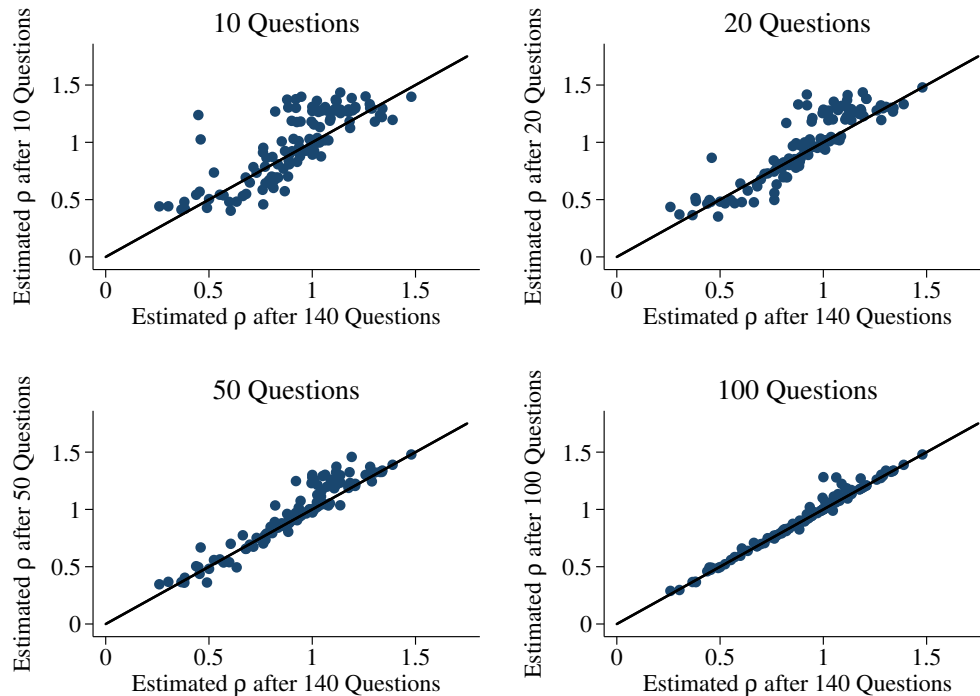 10 Questions
Estimated ρ after 10 Questions
1.5
1
0.5
0
0 0.5 1 1.5
Estimated ρ after 140 Questions
20 Questions
Estimated ρ after 20 Questions
1.5
1
0.5
0
0 0.5 1 1.5
Estimated ρ after 140 Questions
50 Questions
Estimated ρ after 50 Questions
1.5
1
0.5
0
0 0.5 1 1.5
Estimated ρ after 140 Questions
100 Questions
Estimated ρ after 100 Questions
1.5
1
0.5
0
0 0.5 1 1.5
Estimated ρ after 140 Questions